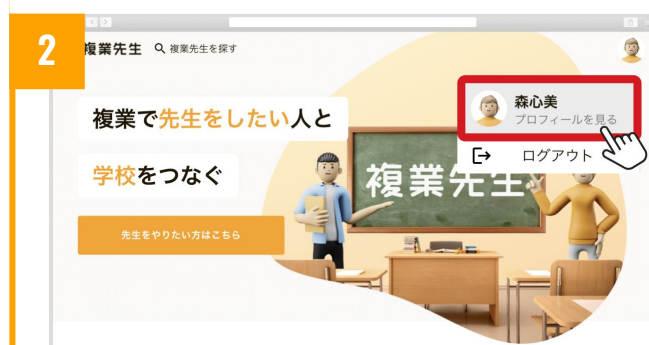 2
複業先生 複業先生を探す
複業で先生をしたい人と
学校をつなぐ
先生をやりたい方はこちら
複業先生
森心美
プロフィールを見る
ログアウト